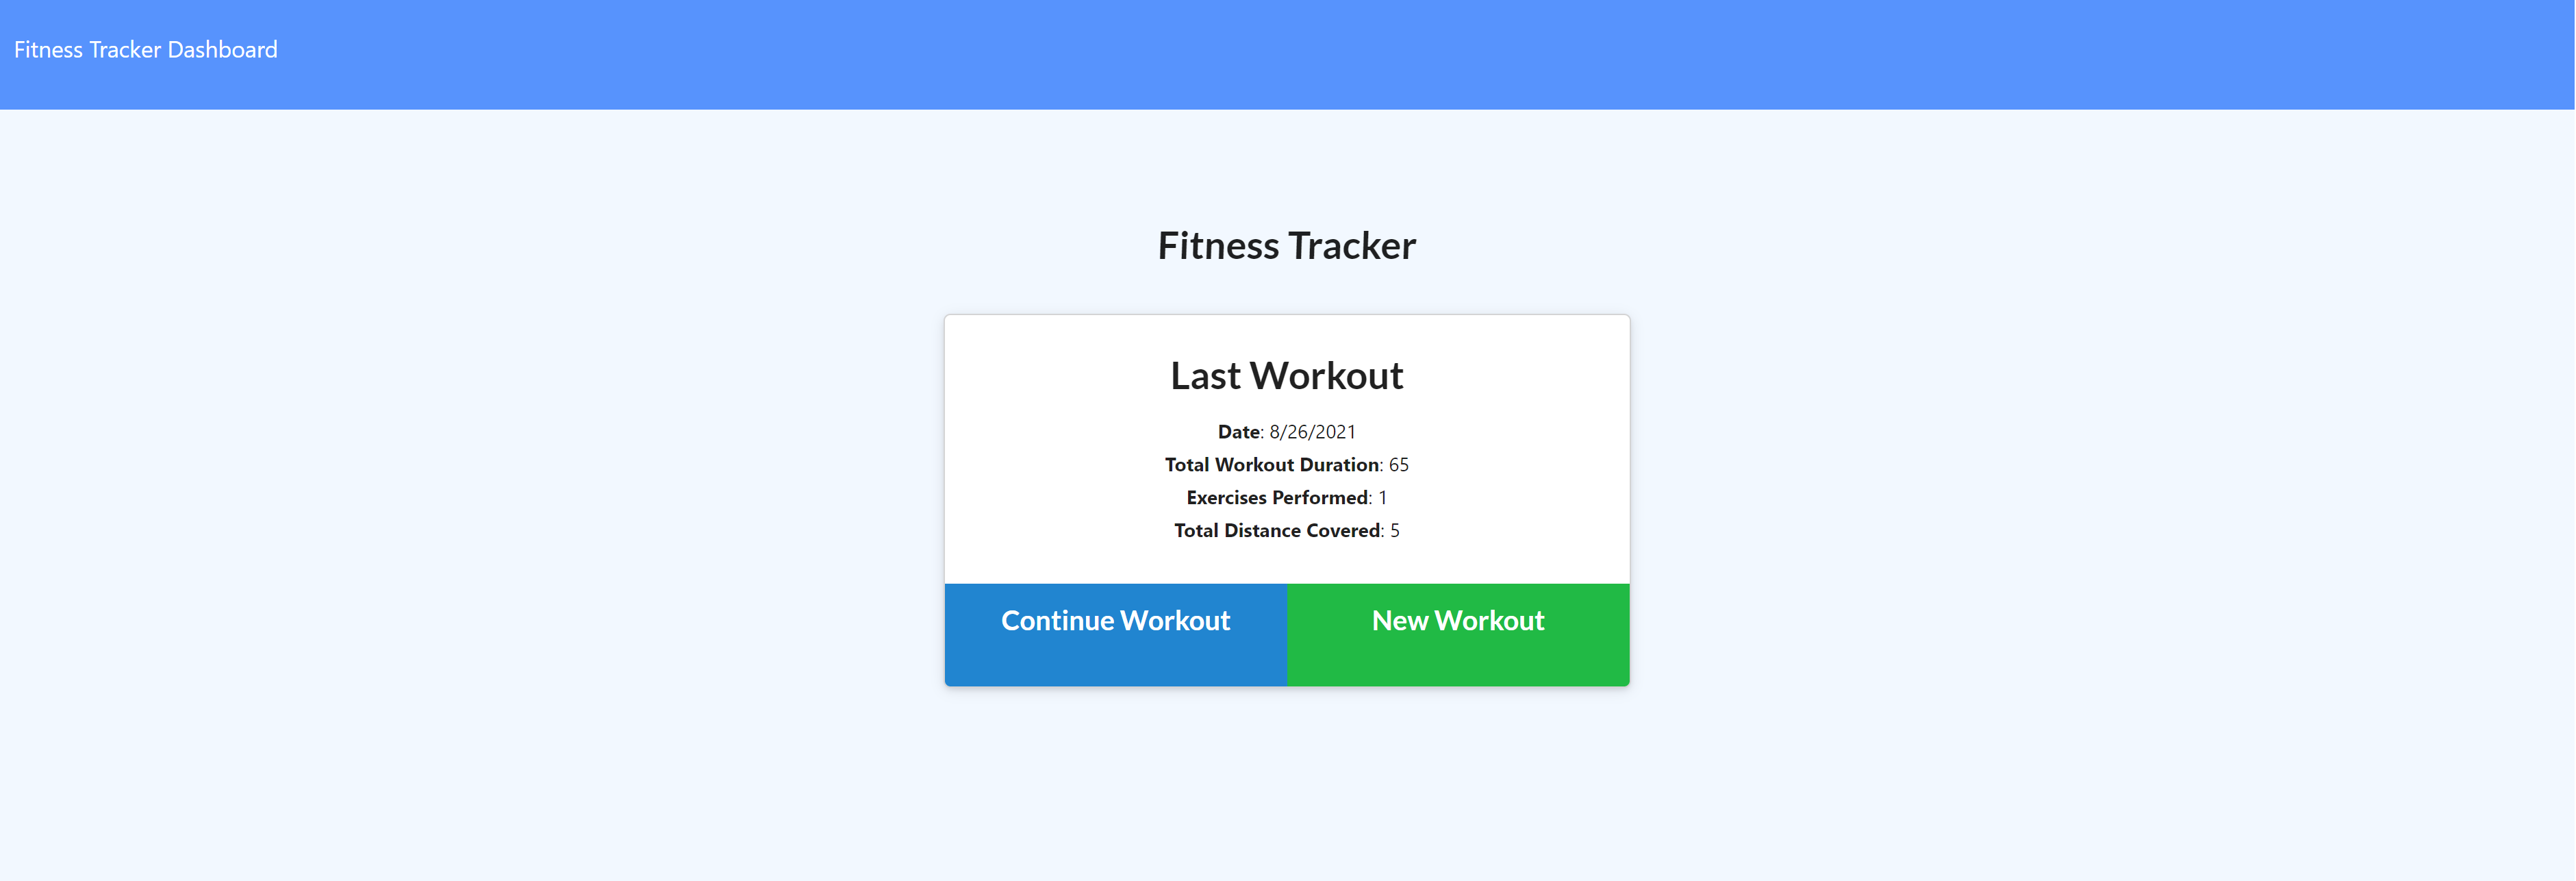 Fitness Tracker Dashboard
Fitness Tracker
Last Workout
Date: 8/26/2021
Total Workout Duration: 65
Exercises Performed: 1
Total Distance Covered: 5
Continue Workout
New Workout